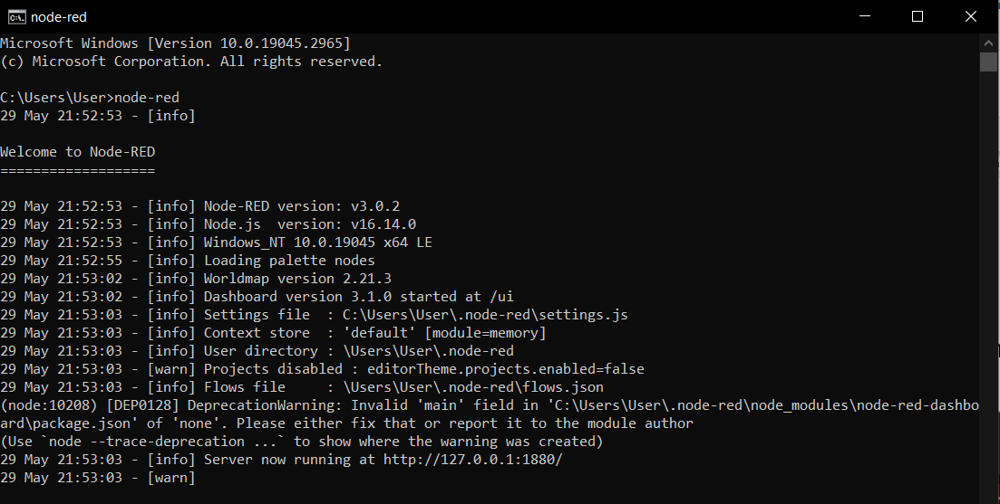 node-red
Microsoft Windows [Version 10.0.19045.2965]
(c) Microsoft Corporation. All rights reserved.
C:\Users\User>node-red
29 May 21:52:53 - [info]
Welcome to Node-RED
===================
29 May 21:52:53 - [info] Node-RED version: v3.0.2
29 May 21:52:53 - [info] Node.js  version: v16.14.0
29 May 21:52:53 - [info] Windows_NT 10.0.19045 x64 LE
29 May 21:52:55 - [info] Loading palette nodes
29 May 21:53:02 - [info] Worldmap version 2.21.3
29 May 21:53:02 - [info] Dashboard version 3.1.0 started at /ui
29 May 21:53:03 - [info] Settings file  : C:\Users\User\.node-red\settings.js
29 May 21:53:03 - [info] Context store  : 'default' [module=memory]
29 May 21:53:03 - [info] User directory : \Users\User\.node-red
29 May 21:53:03 - [warn] Projects disabled : editorTheme.projects.enabled=false
29 May 21:53:03 - [info] Flows file     : \Users\User\.node-red\flows.json
(node:10208) [DEP0128] DeprecationWarning: Invalid 'main' field in 'C:\Users\User\.node-red\node_modules\node-red-dashbo
ard\package.json' of 'none'. Please either fix that or report it to the module author
(Use `node --trace-deprecation ...` to show where the warning was created)
29 May 21:53:03 - [info] Server now running at http://127.0.0.1:1880/
29 May 21:53:03 - [warn]